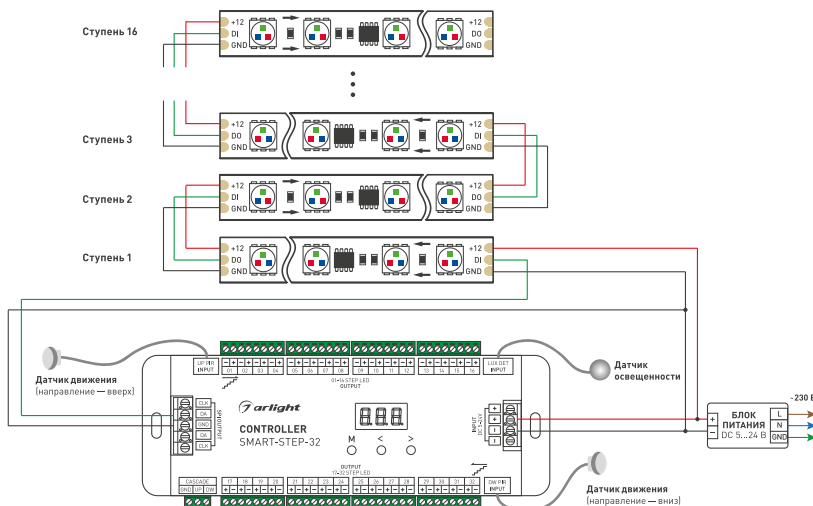 Ступень 16
+12
DI
GND
+12
DO
GND
Ступень 3
+12
DO
GND
+12
DI
GND
Ступень 2
+12
DI
GND
+12
DO
GND
Ступень 1
+12
DO
GND
+12
DI
GND
UP PIR
INPUT
- + - + - + - +
01 02 03 04
- + - + - + - +
05 06 07 08
- + - + - + - +
09 10 11 12
- + - + - + - +
13 14 15 16
LUX DET
INPUT
01-16 STEP LED
OUTPUT
Датчик движения
(направление — вверх)
Датчик
освещенности
SPI OUTPUT
CLK
DA
GND
DA
CLK
arlight
CONTROLLER
SMART-STEP-32
M < >
INPUT
DC 5-24V
+
+
-
-
+
-
БЛОК
ПИТАНИЯ
DC 5...24 В
L
N
GND
~230 В
OUTPUT
17-32 STEP LED
CASCADE
GND UP DW
17 18 19 20
+ - + - + - + -
21 22 23 24
+ - + - + - + -
25 26 27 28
+ - + - + - + -
29 30 31 32
+ - + - + - + -
DW PIR
INPUT
Датчик движения
(направление — вниз)